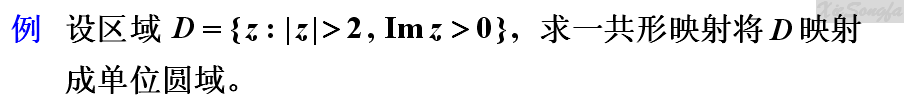 XieSongfa
例 设区域 D = { z : |z| > 2 , Im z > 0 }，求一共形映射将 D 映射
成单位圆域。